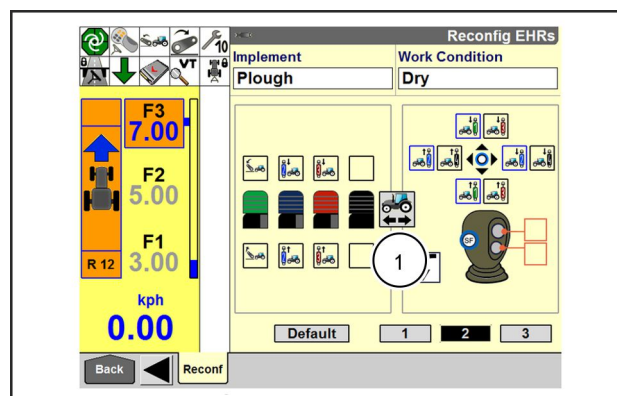 Reconfig EHRs
10
VT
Implement
Work Condition
Plough
Dry
F3
7.00
F2
5.00
F1
3.00
R 12
SF
1
kph
0.00
Default
1
2
3
Back
Reconf